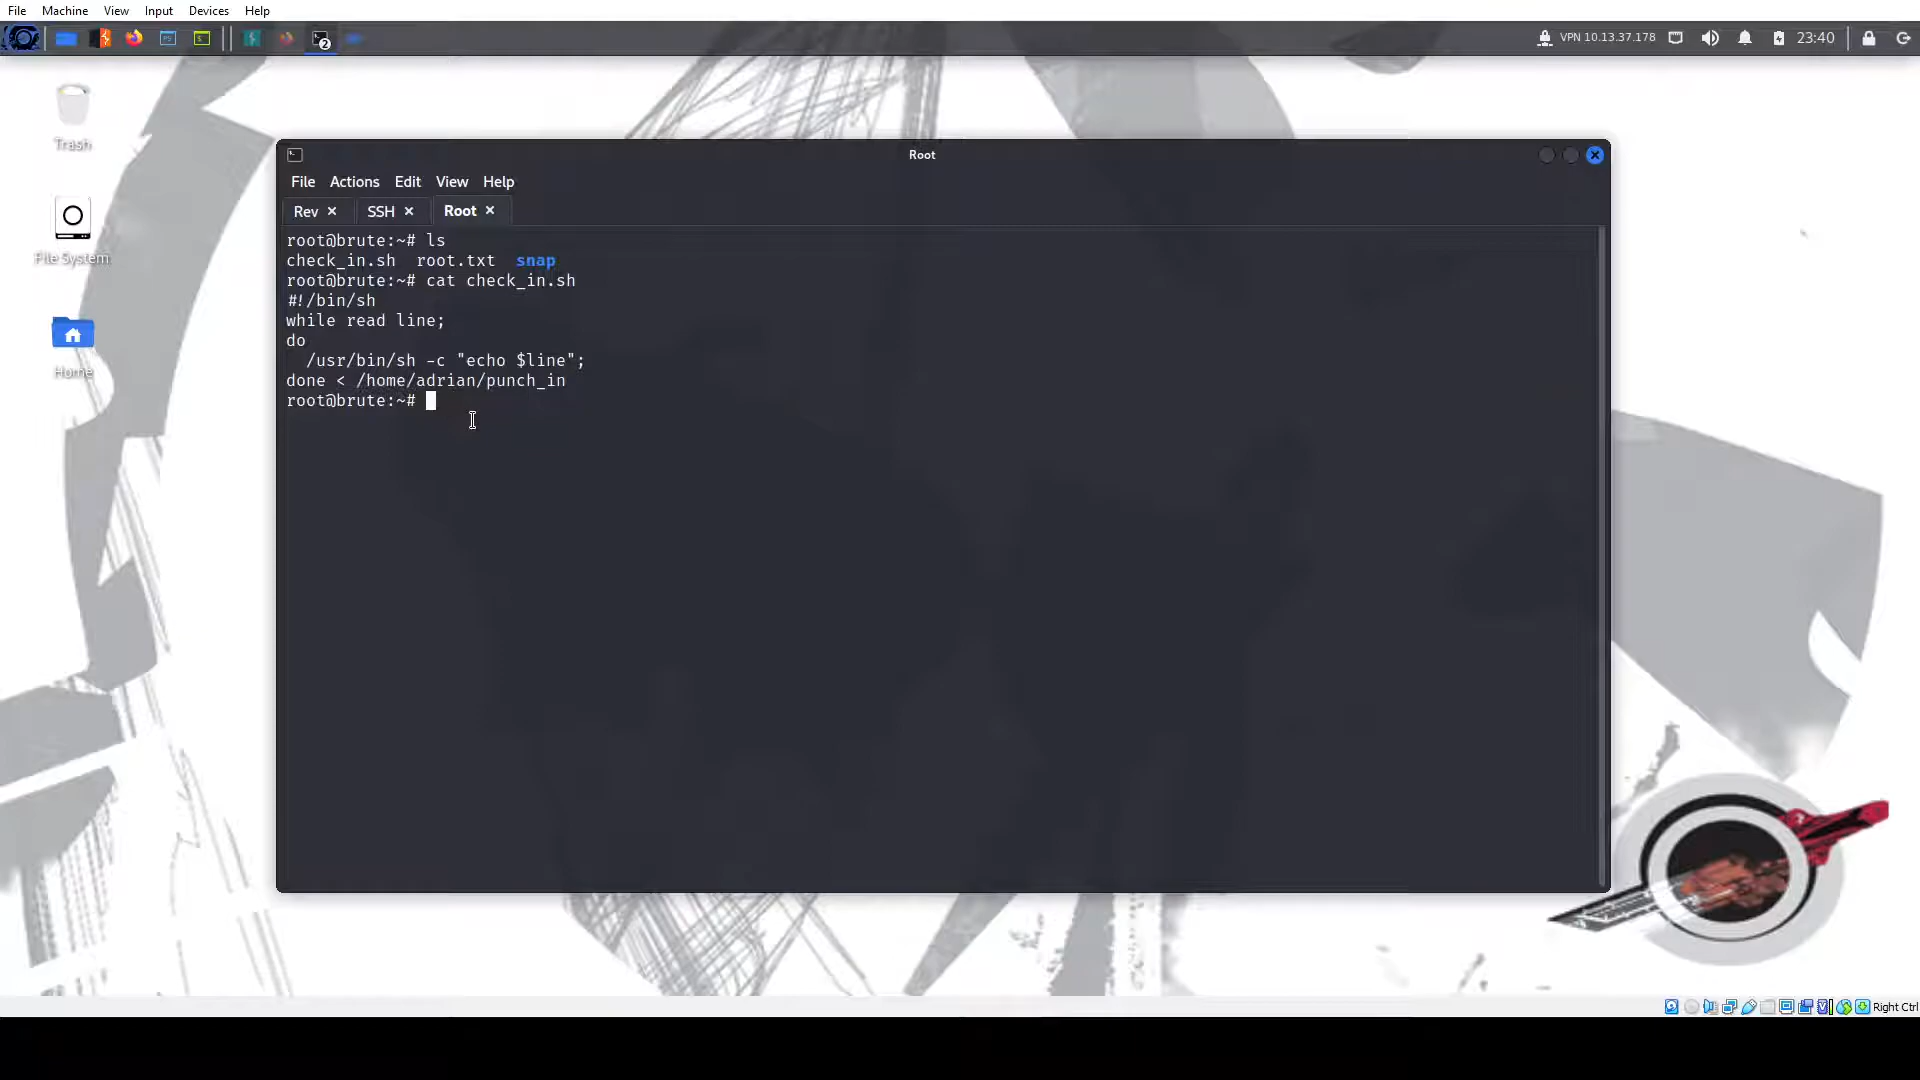 File Machine View Input Devices Help
2
VPN 10.13.37.178
23:40
Trash
File System
Home
Root
File Actions Edit View Help
Rev × SSH × Root ×
root@brute:~# ls
check_in.sh root.txt snap
root@brute:~# cat check_in.sh
#!/bin/sh
while read line;
do
  /usr/bin/sh -c "echo $line";
done < /home/adrian/punch_in
root@brute:~#
Right Ctrl